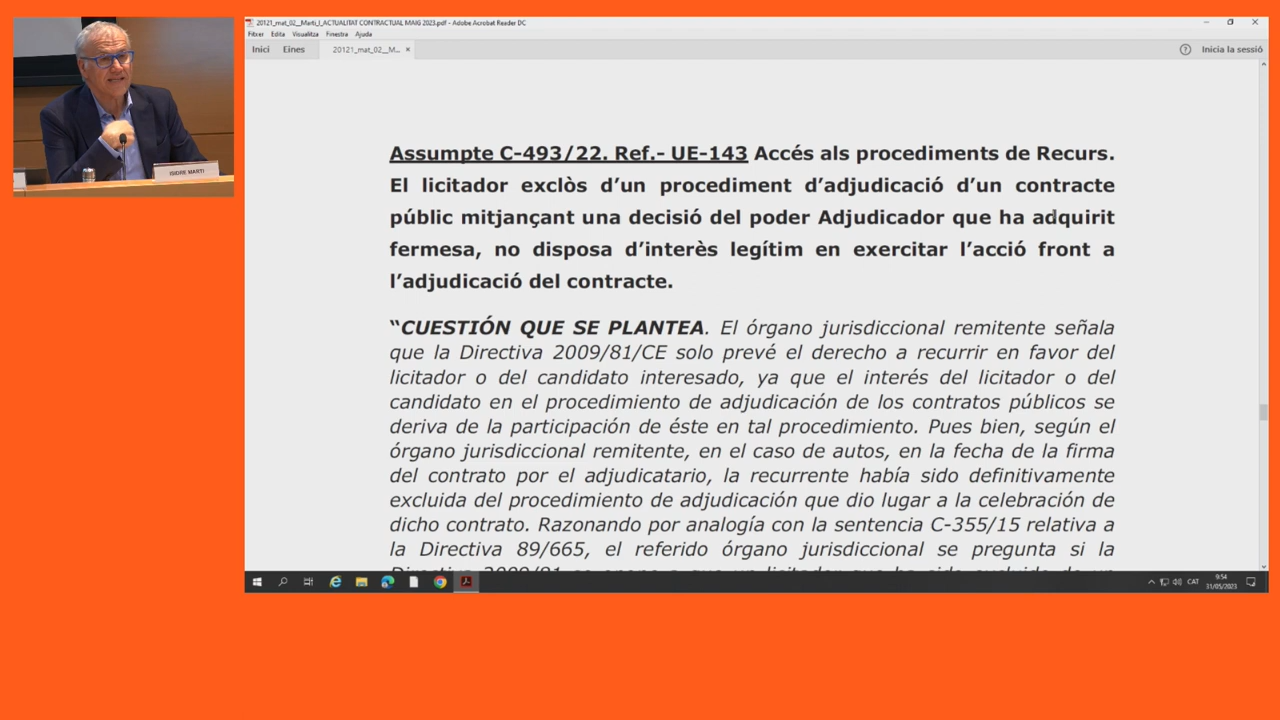 20121_mat_02__Marti_I_ACTUALITAT CONTRACTUAL MAIG 2023.pdf - Adobe Acrobat Reader DC
Fitxer Edita Visualitza Finestra Ajuda
Inici Eines 20121_mat_02__M... × Inicia la sessió
ISIDRE MARTI
Assumpte C-493/22. Ref.- UE-143 Accés als procediments de Recurs.
El licitador exclòs d’un procediment d’adjudicació d’un contracte
públic mitjançant una decisió del poder Adjudicador que ha adquirit
fermesa, no disposa d’interès legítim en exercitar l’acció front a
l’adjudicació del contracte.
“CUESTIÓN QUE SE PLANTEA. El órgano jurisdiccional remitente señala
que la Directiva 2009/81/CE solo prevé el derecho a recurrir en favor del
licitador o del candidato interesado, ya que el interés del licitador o del
candidato en el procedimiento de adjudicación de los contratos públicos se
deriva de la participación de éste en tal procedimiento. Pues bien, según el
órgano jurisdiccional remitente, en el caso de autos, en la fecha de la firma
del contrato por el adjudicatario, la recurrente había sido definitivamente
excluida del procedimiento de adjudicación que dio lugar a la celebración de
dicho contrato. Razonando por analogía con la sentencia C-355/15 relativa a
la Directiva 89/665, el referido órgano jurisdiccional se pregunta si la
CAT
9:54
31/05/2023